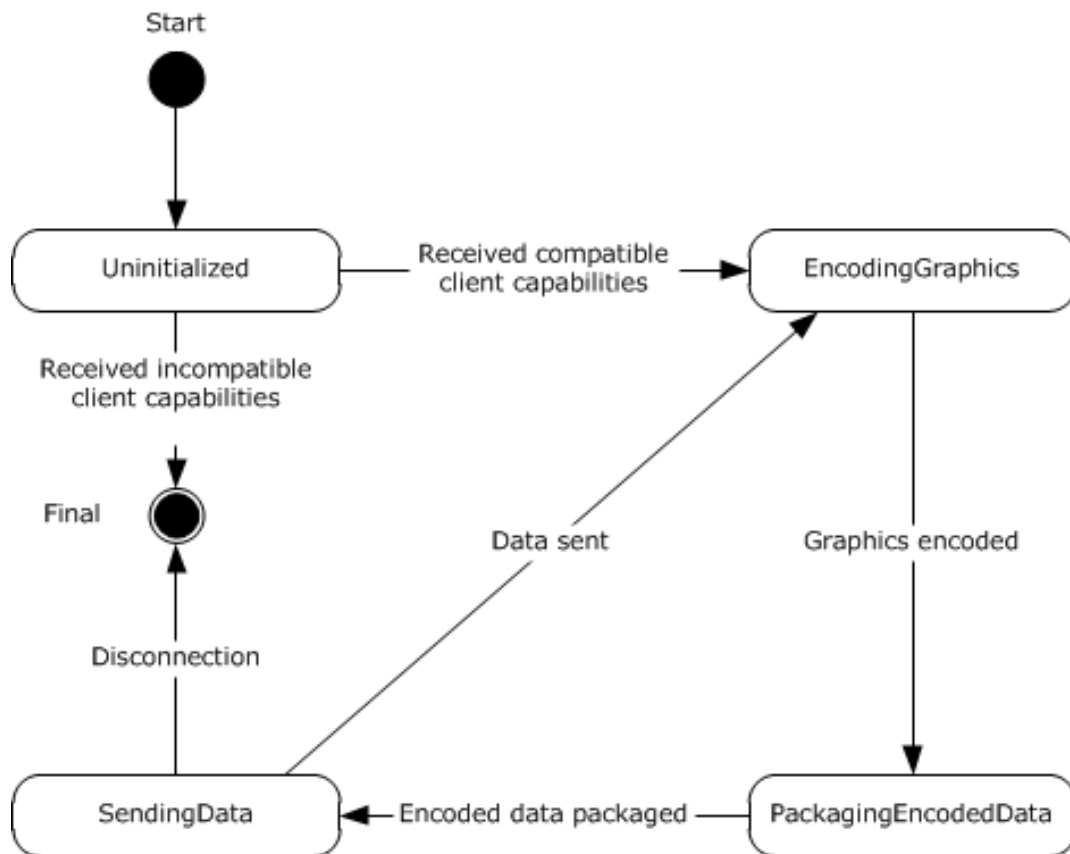 Start
Uninitialized
Received compatible
client capabilities
EncodingGraphics
Received incompatible
client capabilities
Final
Data sent
Graphics encoded
Disconnection
SendingData
Encoded data packaged
PackagingEncodedData